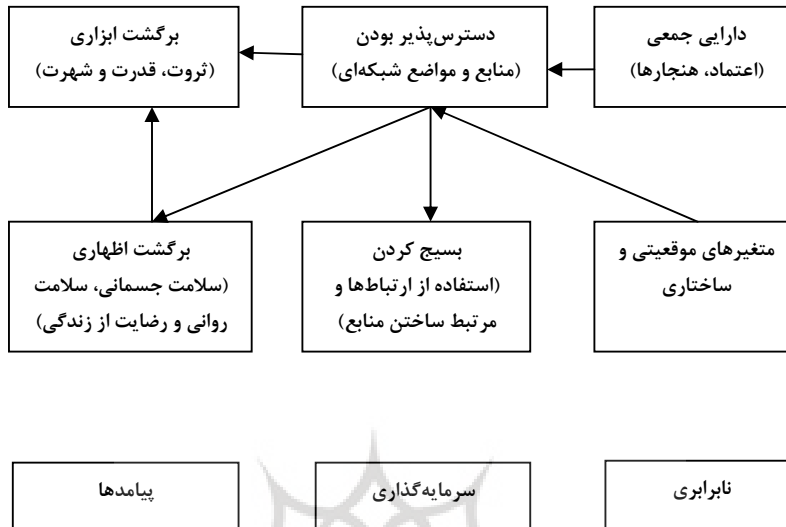 دارایی جمعی
(اعتماد، هنجارها)
دسترس‌پذیر بودن
(منابع و مواضع شبکه‌ای)
برگشت ابزاری
(ثروت، قدرت و شهرت)
متغیرهای موقعیتی و
ساختاری
بسیج کردن
(استفاده از ارتباط‌ها و
مرتبط ساختن منابع)
برگشت اظهاری
(سلامت جسمانی، سلامت
روانی و رضایت از زندگی)
نابرابری
سرمایه‌گذاری
پیامدها